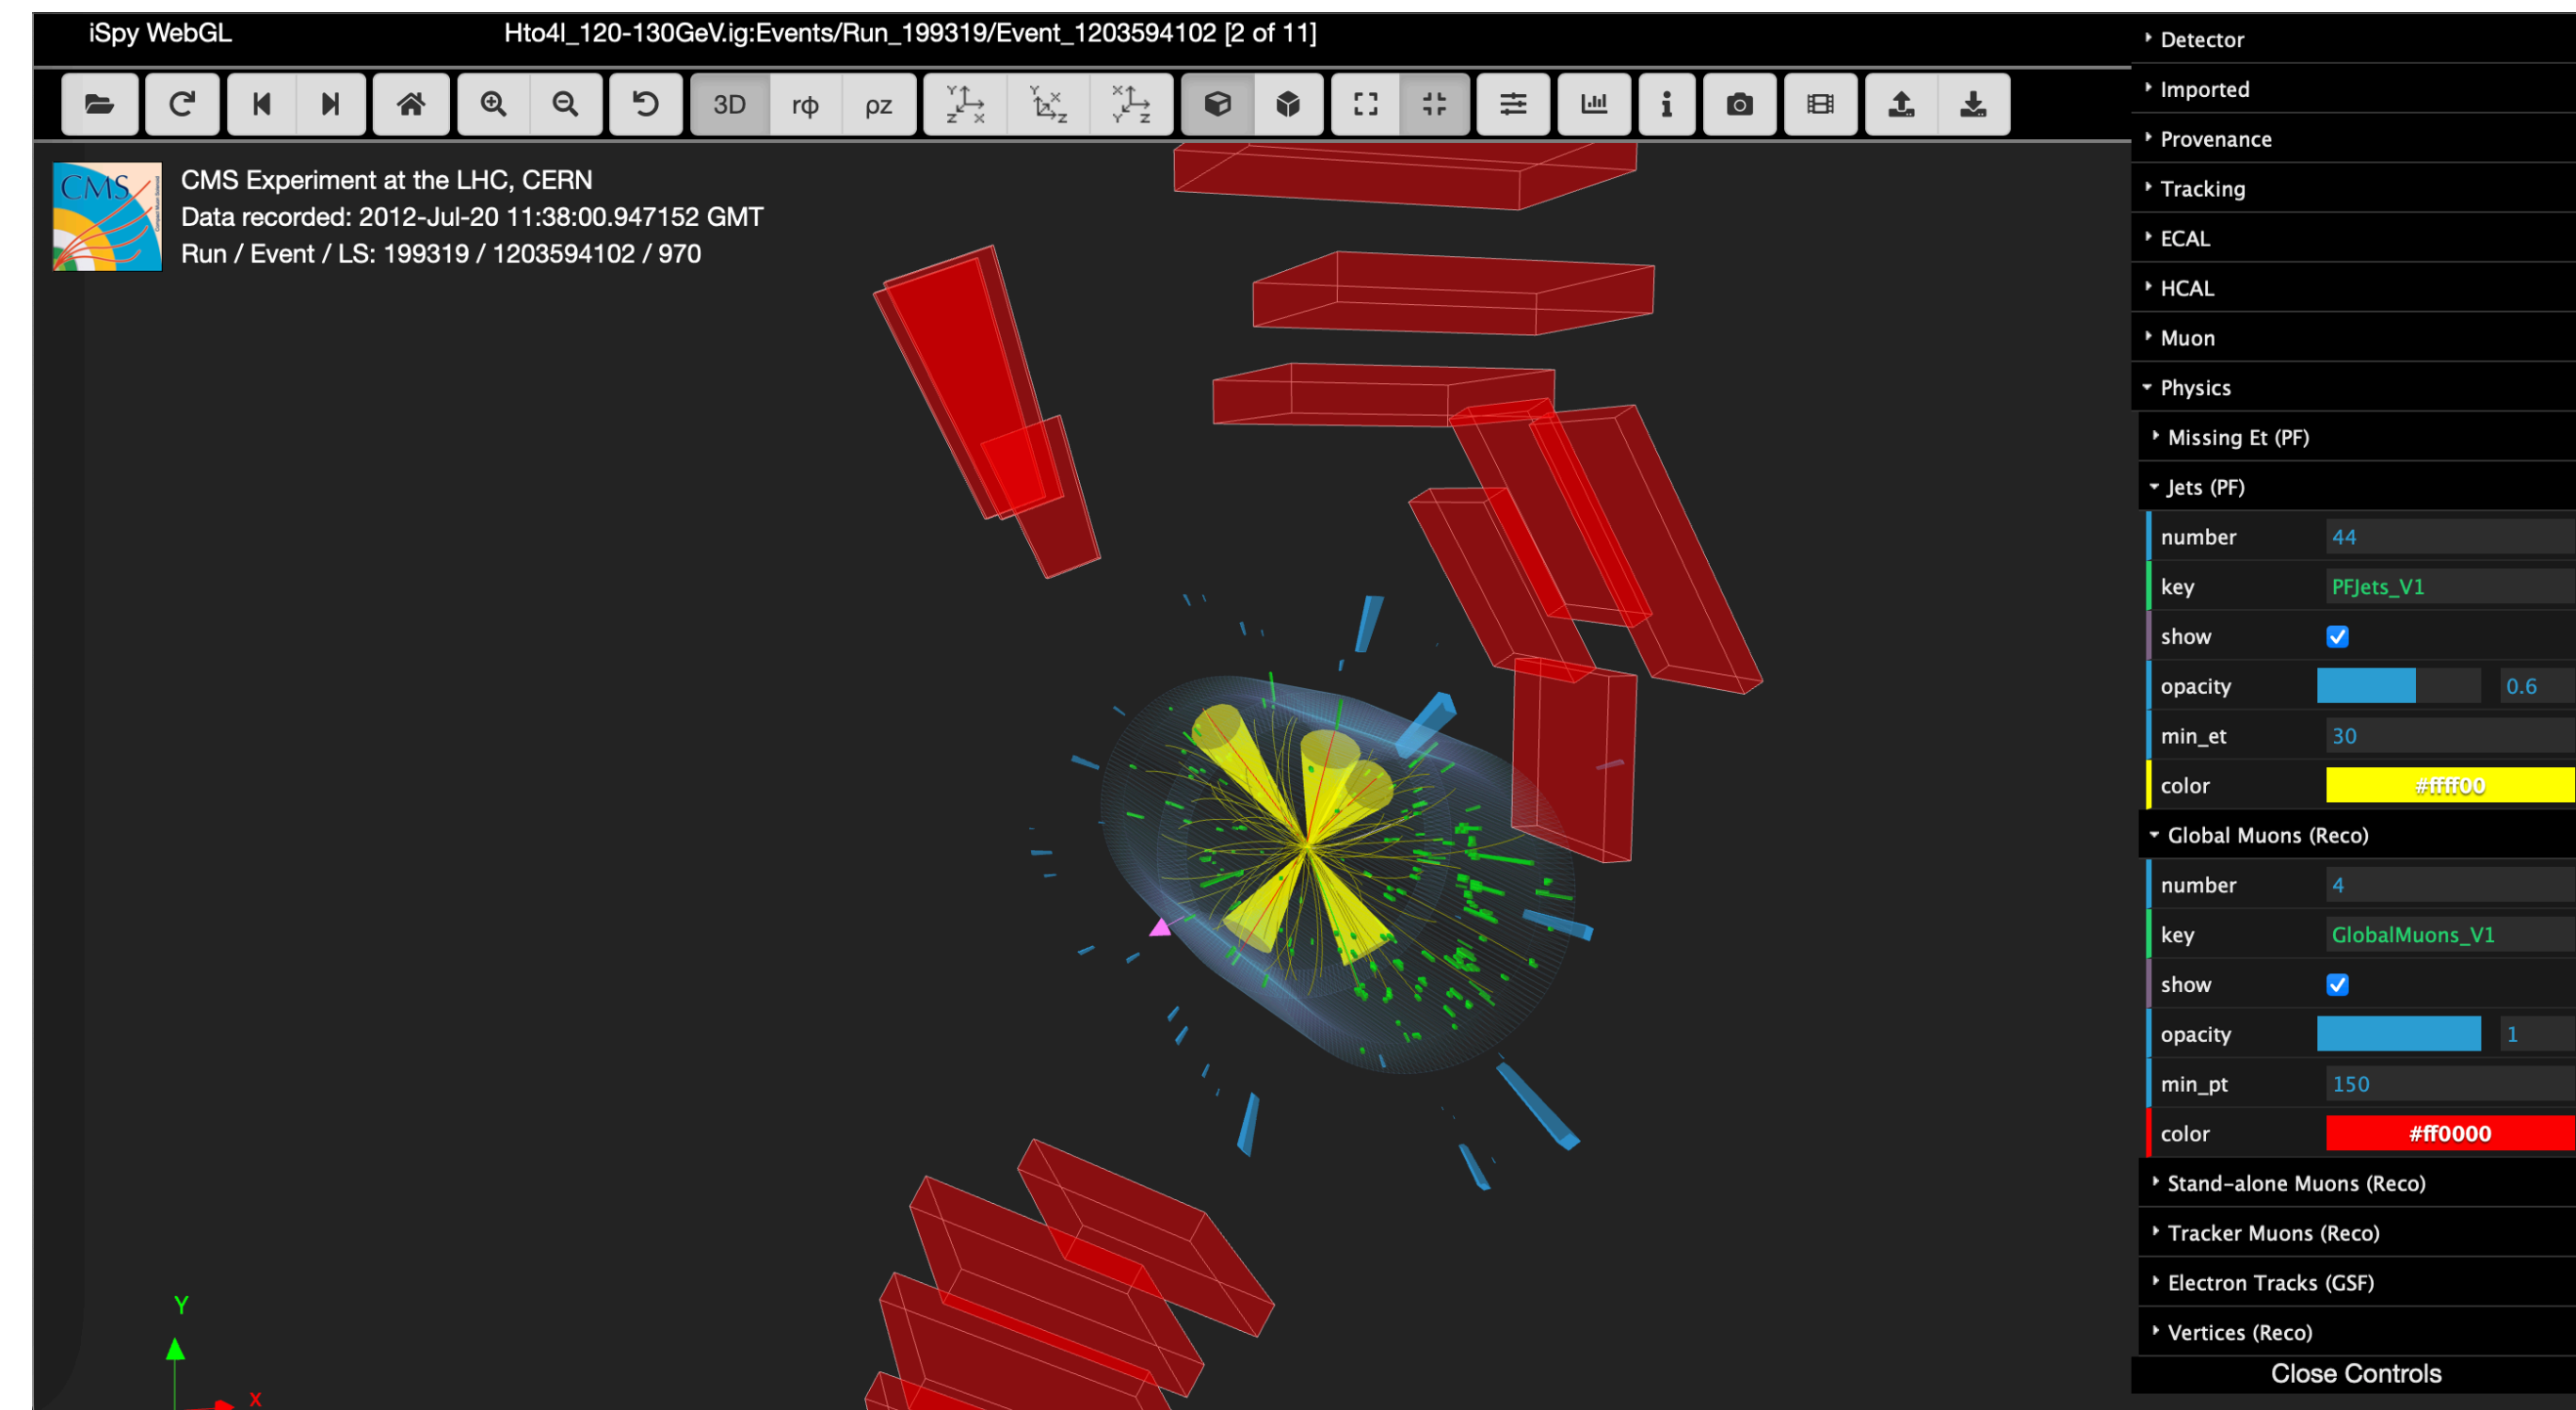 iSpy WebGL
Hto4l_120-130GeV.ig:Events/Run_199319/Event_1203594102 [2 of 11]
3D
rϕ
ρz
Y
Z
X
Y
X
Z
X
Y
Z
CMS
CMS Experiment at the LHC, CERN
Data recorded: 2012-Jul-20 11:38:00.947152 GMT
Run / Event / LS: 199319 / 1203594102 / 970
Y
X
Detector
Imported
Provenance
Tracking
ECAL
HCAL
Muon
Physics
Missing Et (PF)
Jets (PF)
number 44
key PFJets_V1
show
opacity 0.6
min_et 30
color #ffff00
Global Muons (Reco)
number 4
key GlobalMuons_V1
show
opacity 1
min_pt 150
color #ff0000
Stand-alone Muons (Reco)
Tracker Muons (Reco)
Electron Tracks (GSF)
Vertices (Reco)
Close Controls